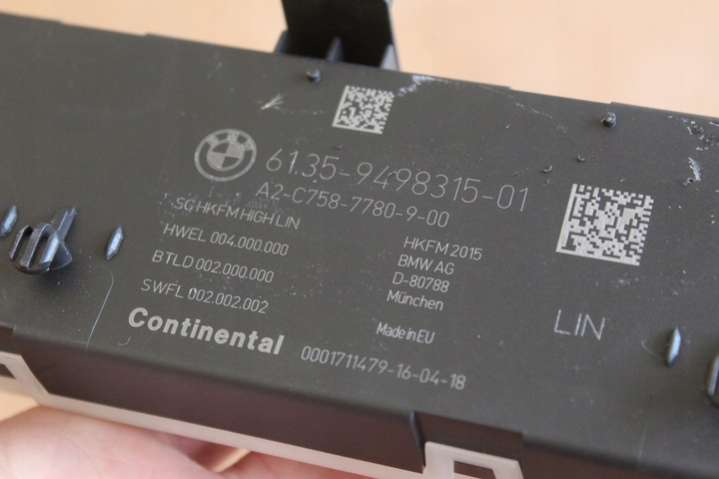 61.35-9498315-01
A2-C758-7780-9-00
SG HKFM HIGH LIN
HWEL 004.000.000
BTLD 002.000.000
SWFL 002.002.002
HKFM 2015
BMW AG
D-80788
München
Made in EU
LIN
Continental
0001711479-16-04-18